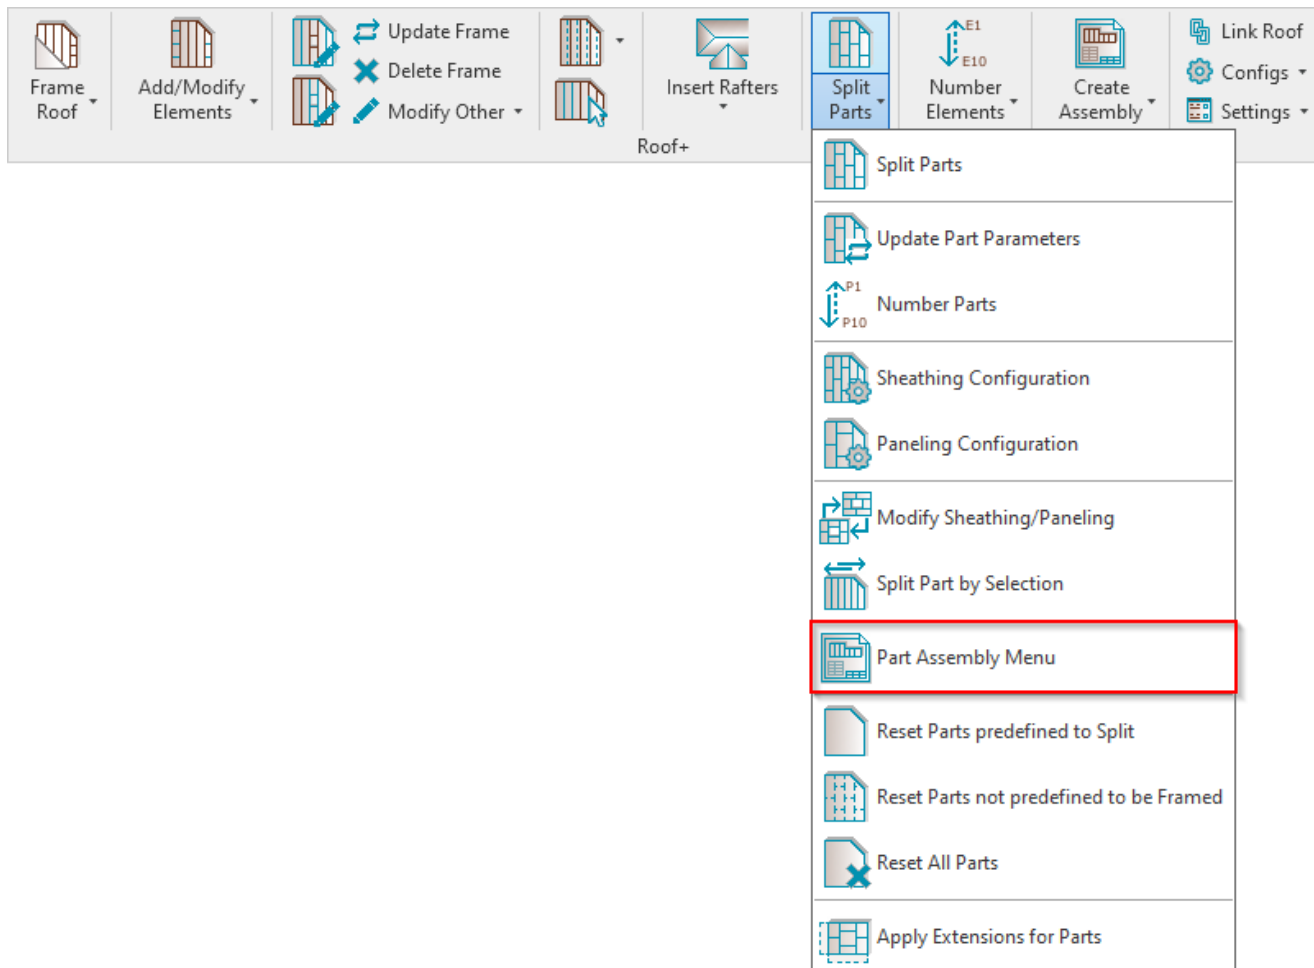 Frame
Roof
Add/Modify
Elements
Update Frame
Delete Frame
Modify Other
Insert Rafters
Split
Parts
E1
E10
Number
Elements
Create
Assembly
Link Roof
Configs
Settings
Roof+
Split Parts
Update Part Parameters
P1
P10
Number Parts
Sheathing Configuration
Paneling Configuration
Modify Sheathing/Paneling
Split Part by Selection
Part Assembly Menu
Reset Parts predefined to Split
Reset Parts not predefined to be Framed
Reset All Parts
Apply Extensions for Parts